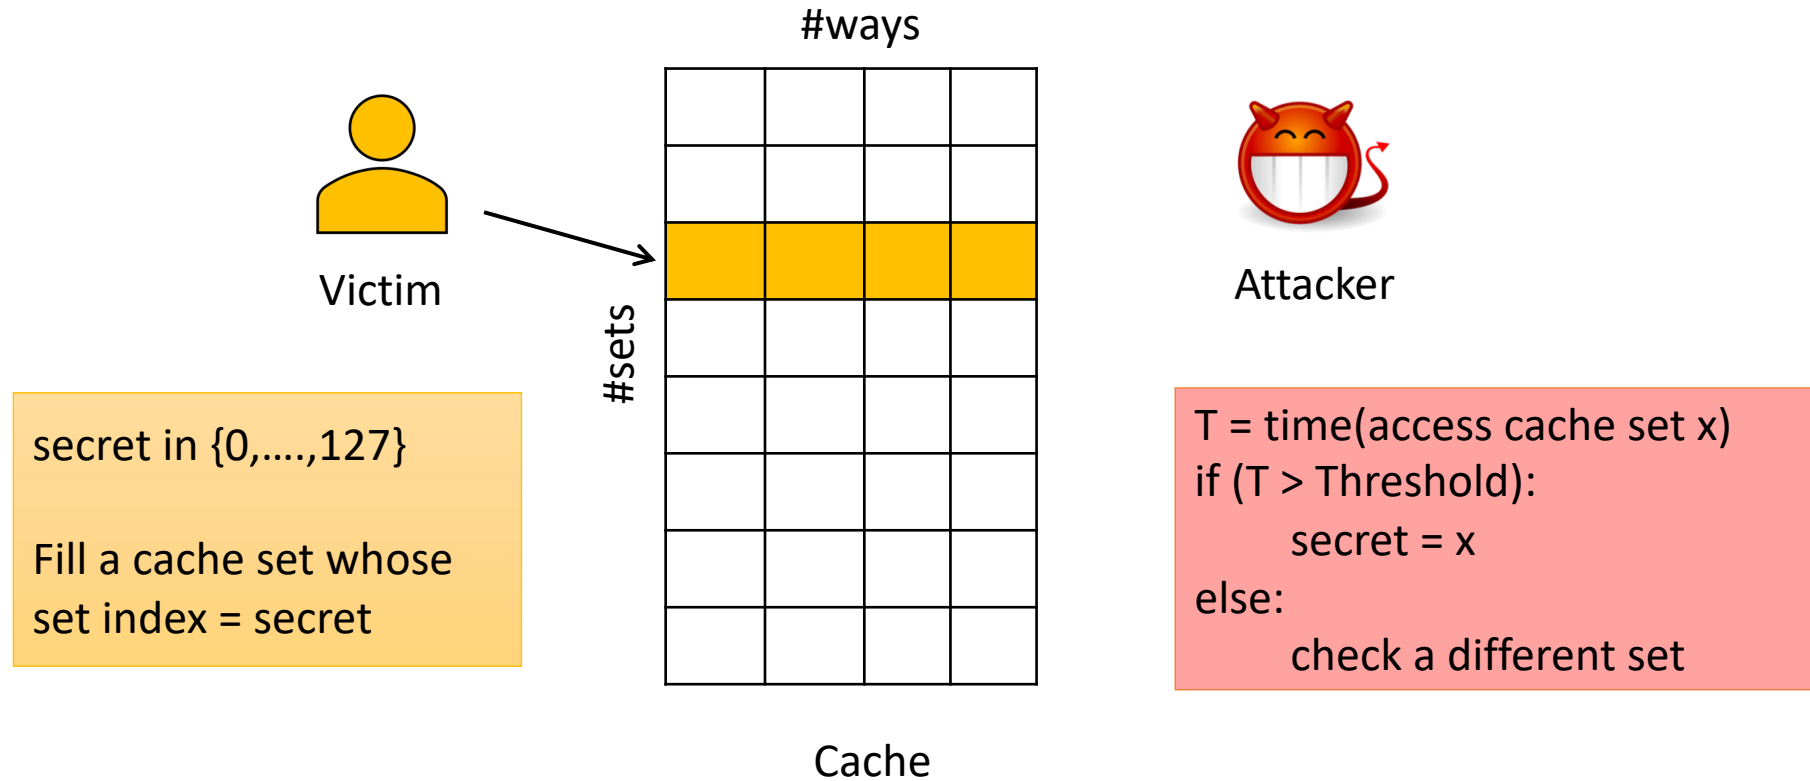 #ways
Victim
#sets
Attacker
secret in {0,....,127}
Fill a cache set whose
set index = secret
T = time(access cache set x)
if (T > Threshold):
secret = x
else:
check a different set
Cache